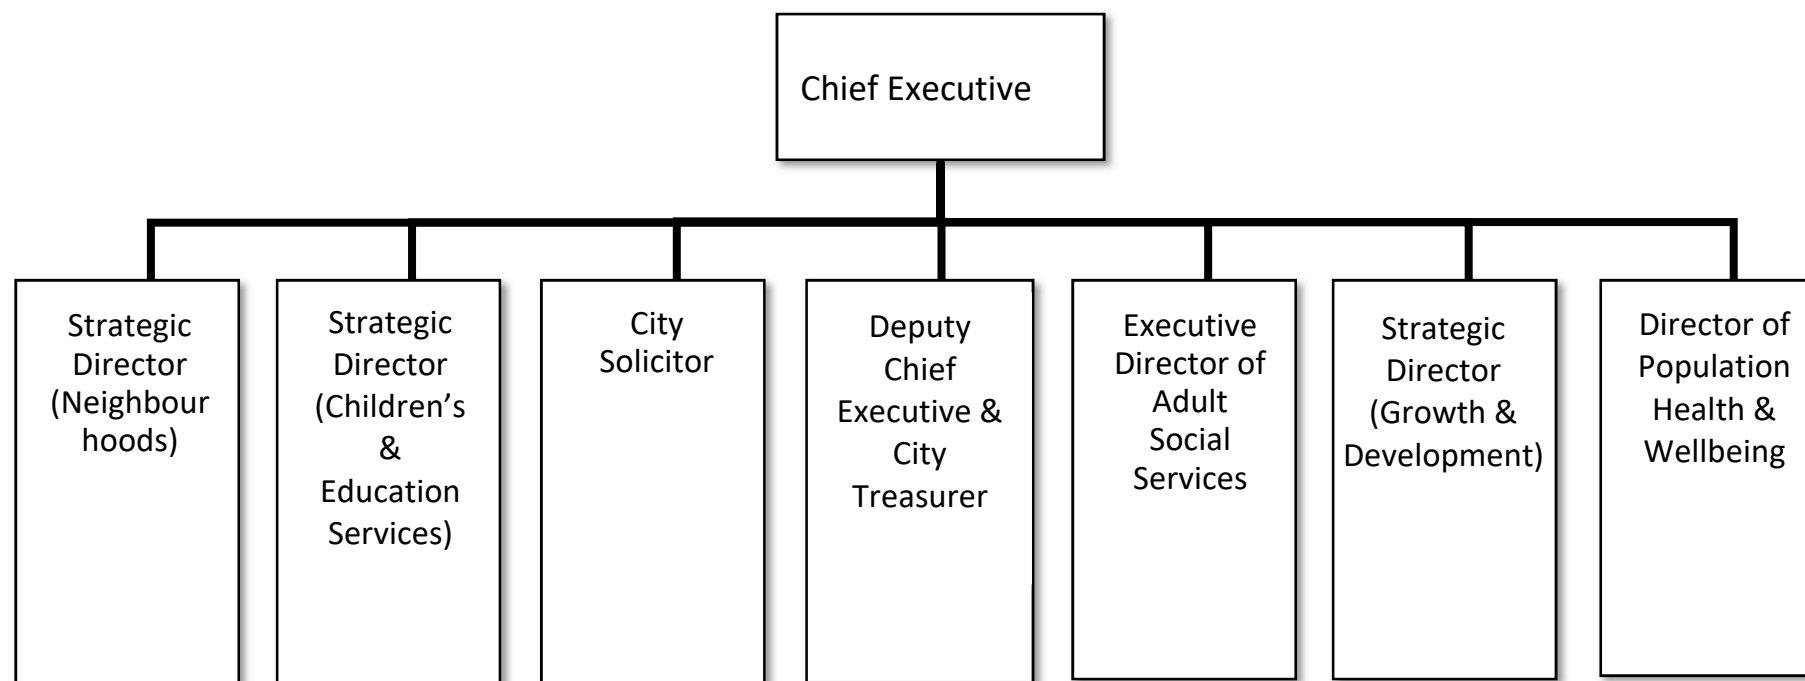 Chief Executive
Strategic
Director
(Neighbour
hoods)
Strategic
Director
(Children’s
&
Education
Services)
City
Solicitor
Deputy
Chief
Executive &
City
Treasurer
Executive
Director of
Adult
Social
Services
Strategic
Director
(Growth &
Development)
Director of
Population
Health &
Wellbeing